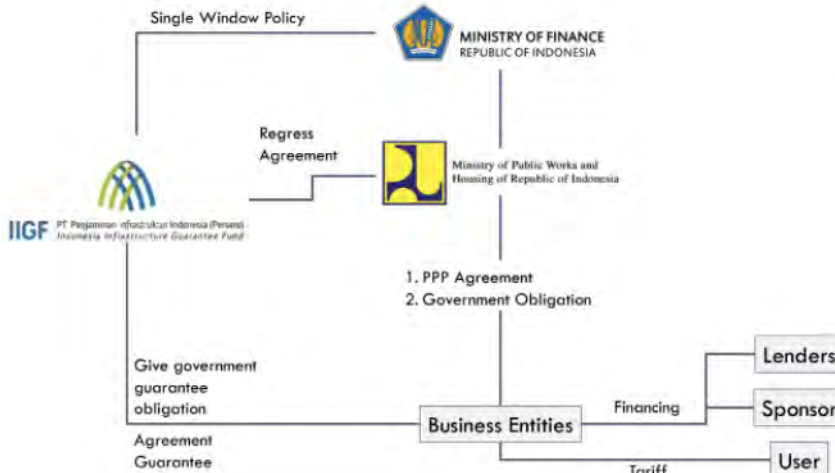 Single Window Policy
MINISTRY OF FINANCE
REPUBLIC OF INDONESIA
Regress
Agreement
Ministry of Public Works and
Housing of Republic of Indonesia
IIGF PT Penjaminan Infrastruktur Indonesia (Persero)
Indonesia Infrastructure Guarantee Fund
1. PPP Agreement
2. Government Obligation
Give government
guarantee
obligation
Agreement
Guarantee
Business Entities
Financing
Lenders
Sponsor
Tariff
User